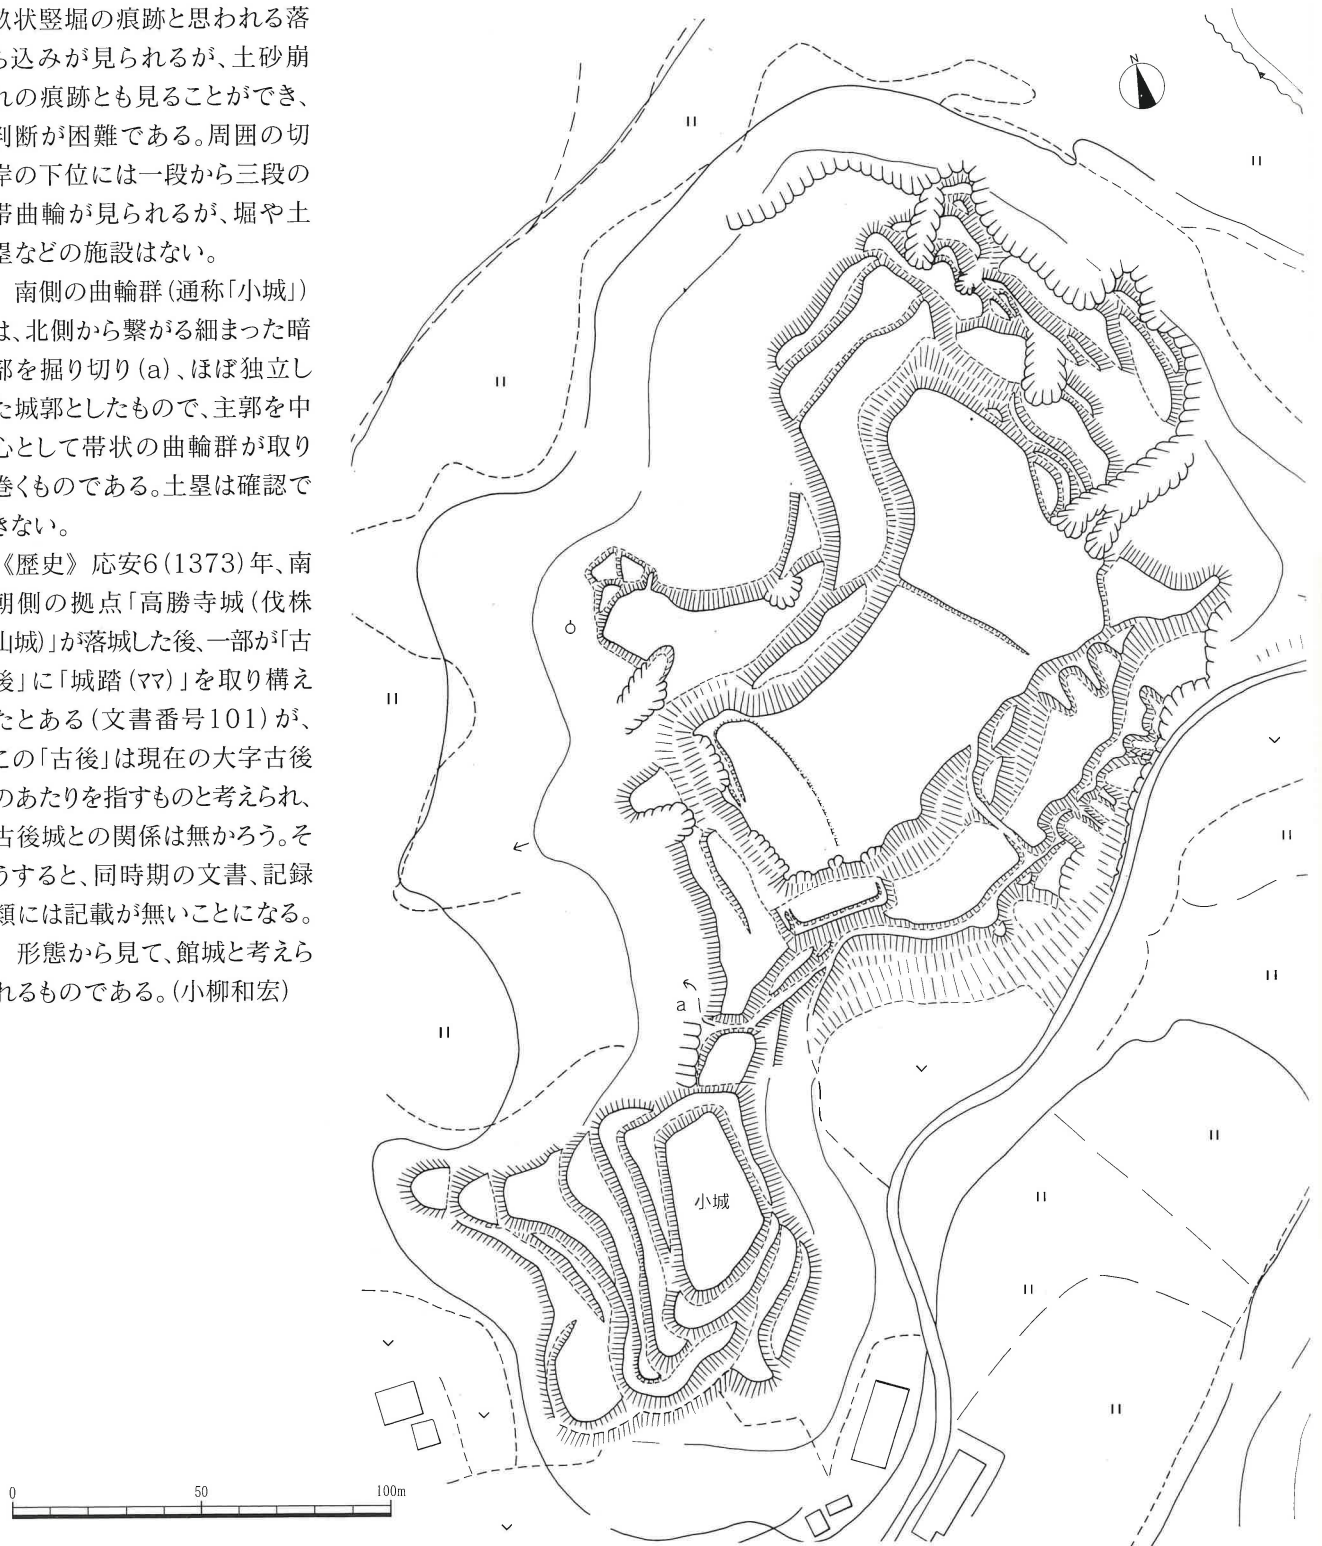 状竪堀の痕跡と思われる落
ち込みが見られるが、土砂崩
れの痕跡とも見ることができ、
判断が困難である。周囲の切
岸の下位には一段から三段の
帯曲輪が見られるが、堀や土
塁などの施設はない。
南側の曲輪群(通称「小城」)
は、北側から繋がる細まった暗
部を掘り切り(a)、ほぼ独立し
た城郭としたもので、主郭を中
心として帯状の曲輪群が取り
巻くものである。土塁は確認で
きない。
《歴史》 応安6(1373)年、南
朝側の拠点「高勝寺城(伐株
山城)」が落城した後、一部が「古
後」に「城踏(ママ)」を取り構え
たとある(文書番号101)が、
この「古後」は現在の大字古後
のあたりを指すものと考えられ、
古後城との関係は無かろう。そ
うすると、同時期の文書、記録
類には記載が無いことになる。
形態から見て、館城と考えら
れるものである。(小柳和宏)
N
a
小城
0 50 100m